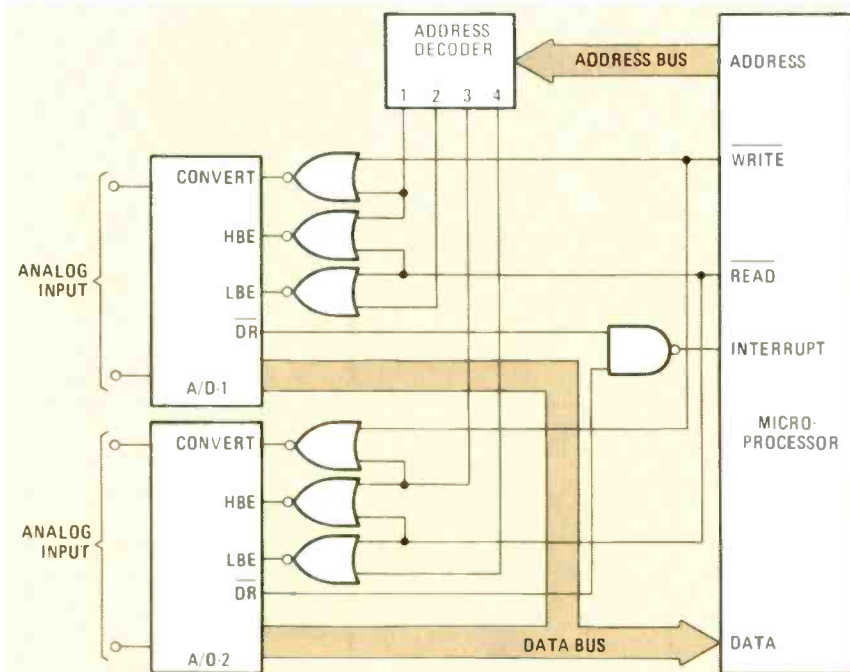 ADDRESS
DECODER
1 2 3 4
ADDRESS BUS
ADDRESS
WRITE
READ
INTERRUPT
MICRO-
PROCESSOR
DATA
ANALOG
INPUT
CONVERT
HBE
LBE
DR
A/D-1
ANALOG
INPUT
CONVERT
HBE
LBE
DR
A/D-2
DATA BUS